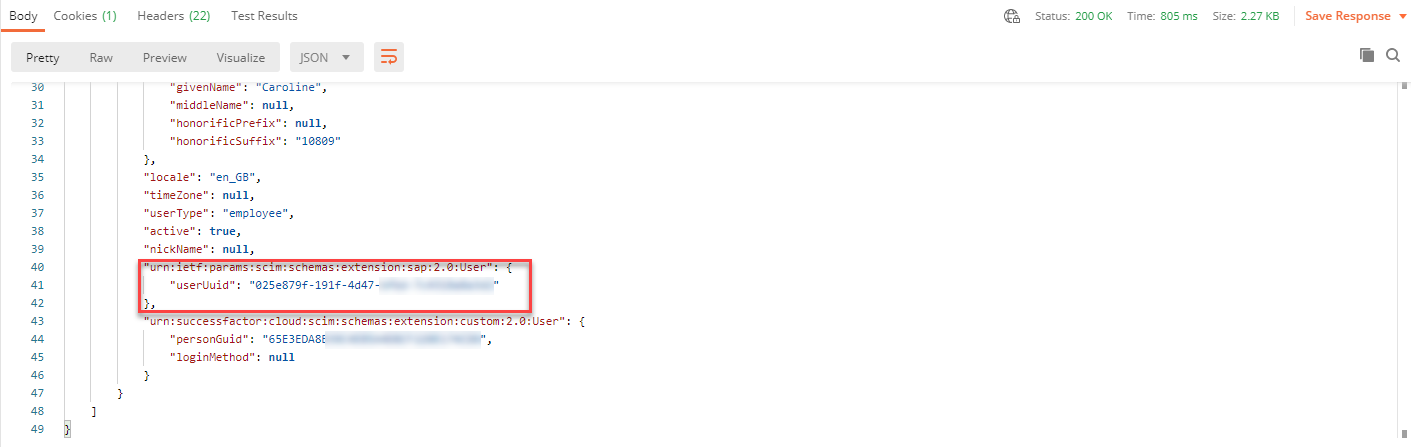 Body Cookies (1) Headers (22) Test Results Status: 200 OK Time: 805 ms Size: 2.27 KB Save Response
Pretty Raw Preview Visualize JSON
30 "givenName": "Caroline",
31 "middleName": null,
32 "honorificPrefix": null,
33 "honorificSuffix": "10809"
34 },
35 "locale": "en_GB",
36 "timeZone": null,
37 "userType": "employee",
38 "active": true,
39 "nickName": null,
40 "urn:ietf:params:scim:schemas:extension:sap:2.0:User": {
41 "userUuid": "025e879f-191f-4d47-"
42 },
43 "urn:successfactor:cloud:scim:schemas:extension:custom:2.0:User": {
44 "personGuid": "65E3EDA8",
45 "loginMethod": null
46 }
47 }
48 ]
49 }